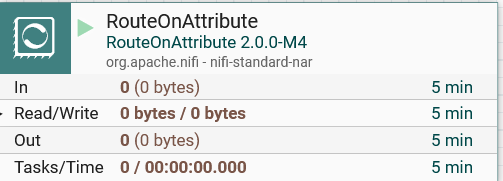 RouteOnAttribute
RouteOnAttribute 2.0.0-M4
org.apache.nifi - nifi-standard-nar
In 0 (0 bytes) 5 min
Read/Write 0 bytes / 0 bytes 5 min
Out 0 (0 bytes) 5 min
Tasks/Time 0 / 00:00:00.000 5 min